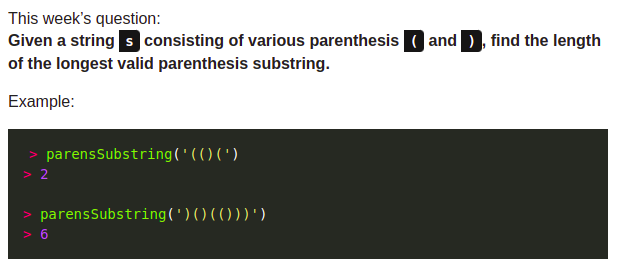 This week's question:
Given a string s consisting of various parenthesis ( and ), find the length
of the longest valid parenthesis substring.
Example:
> parensSubstring('(()(')
> 2
> parensSubstring(')()(()))')
> 6